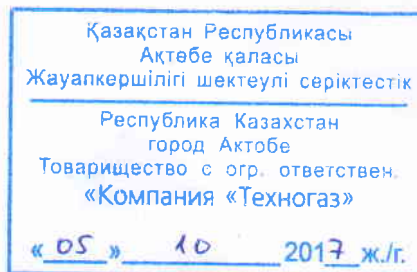 Қазақстан Республикасы
Ақтөбе қаласы
Жауапкершілігі шектеулі серіктестік
Республика Казахстан
город Актобе
Товарищество с огр. ответствен.
«Компания «Техногаз»
« 05 » 10 2017 ж./г.